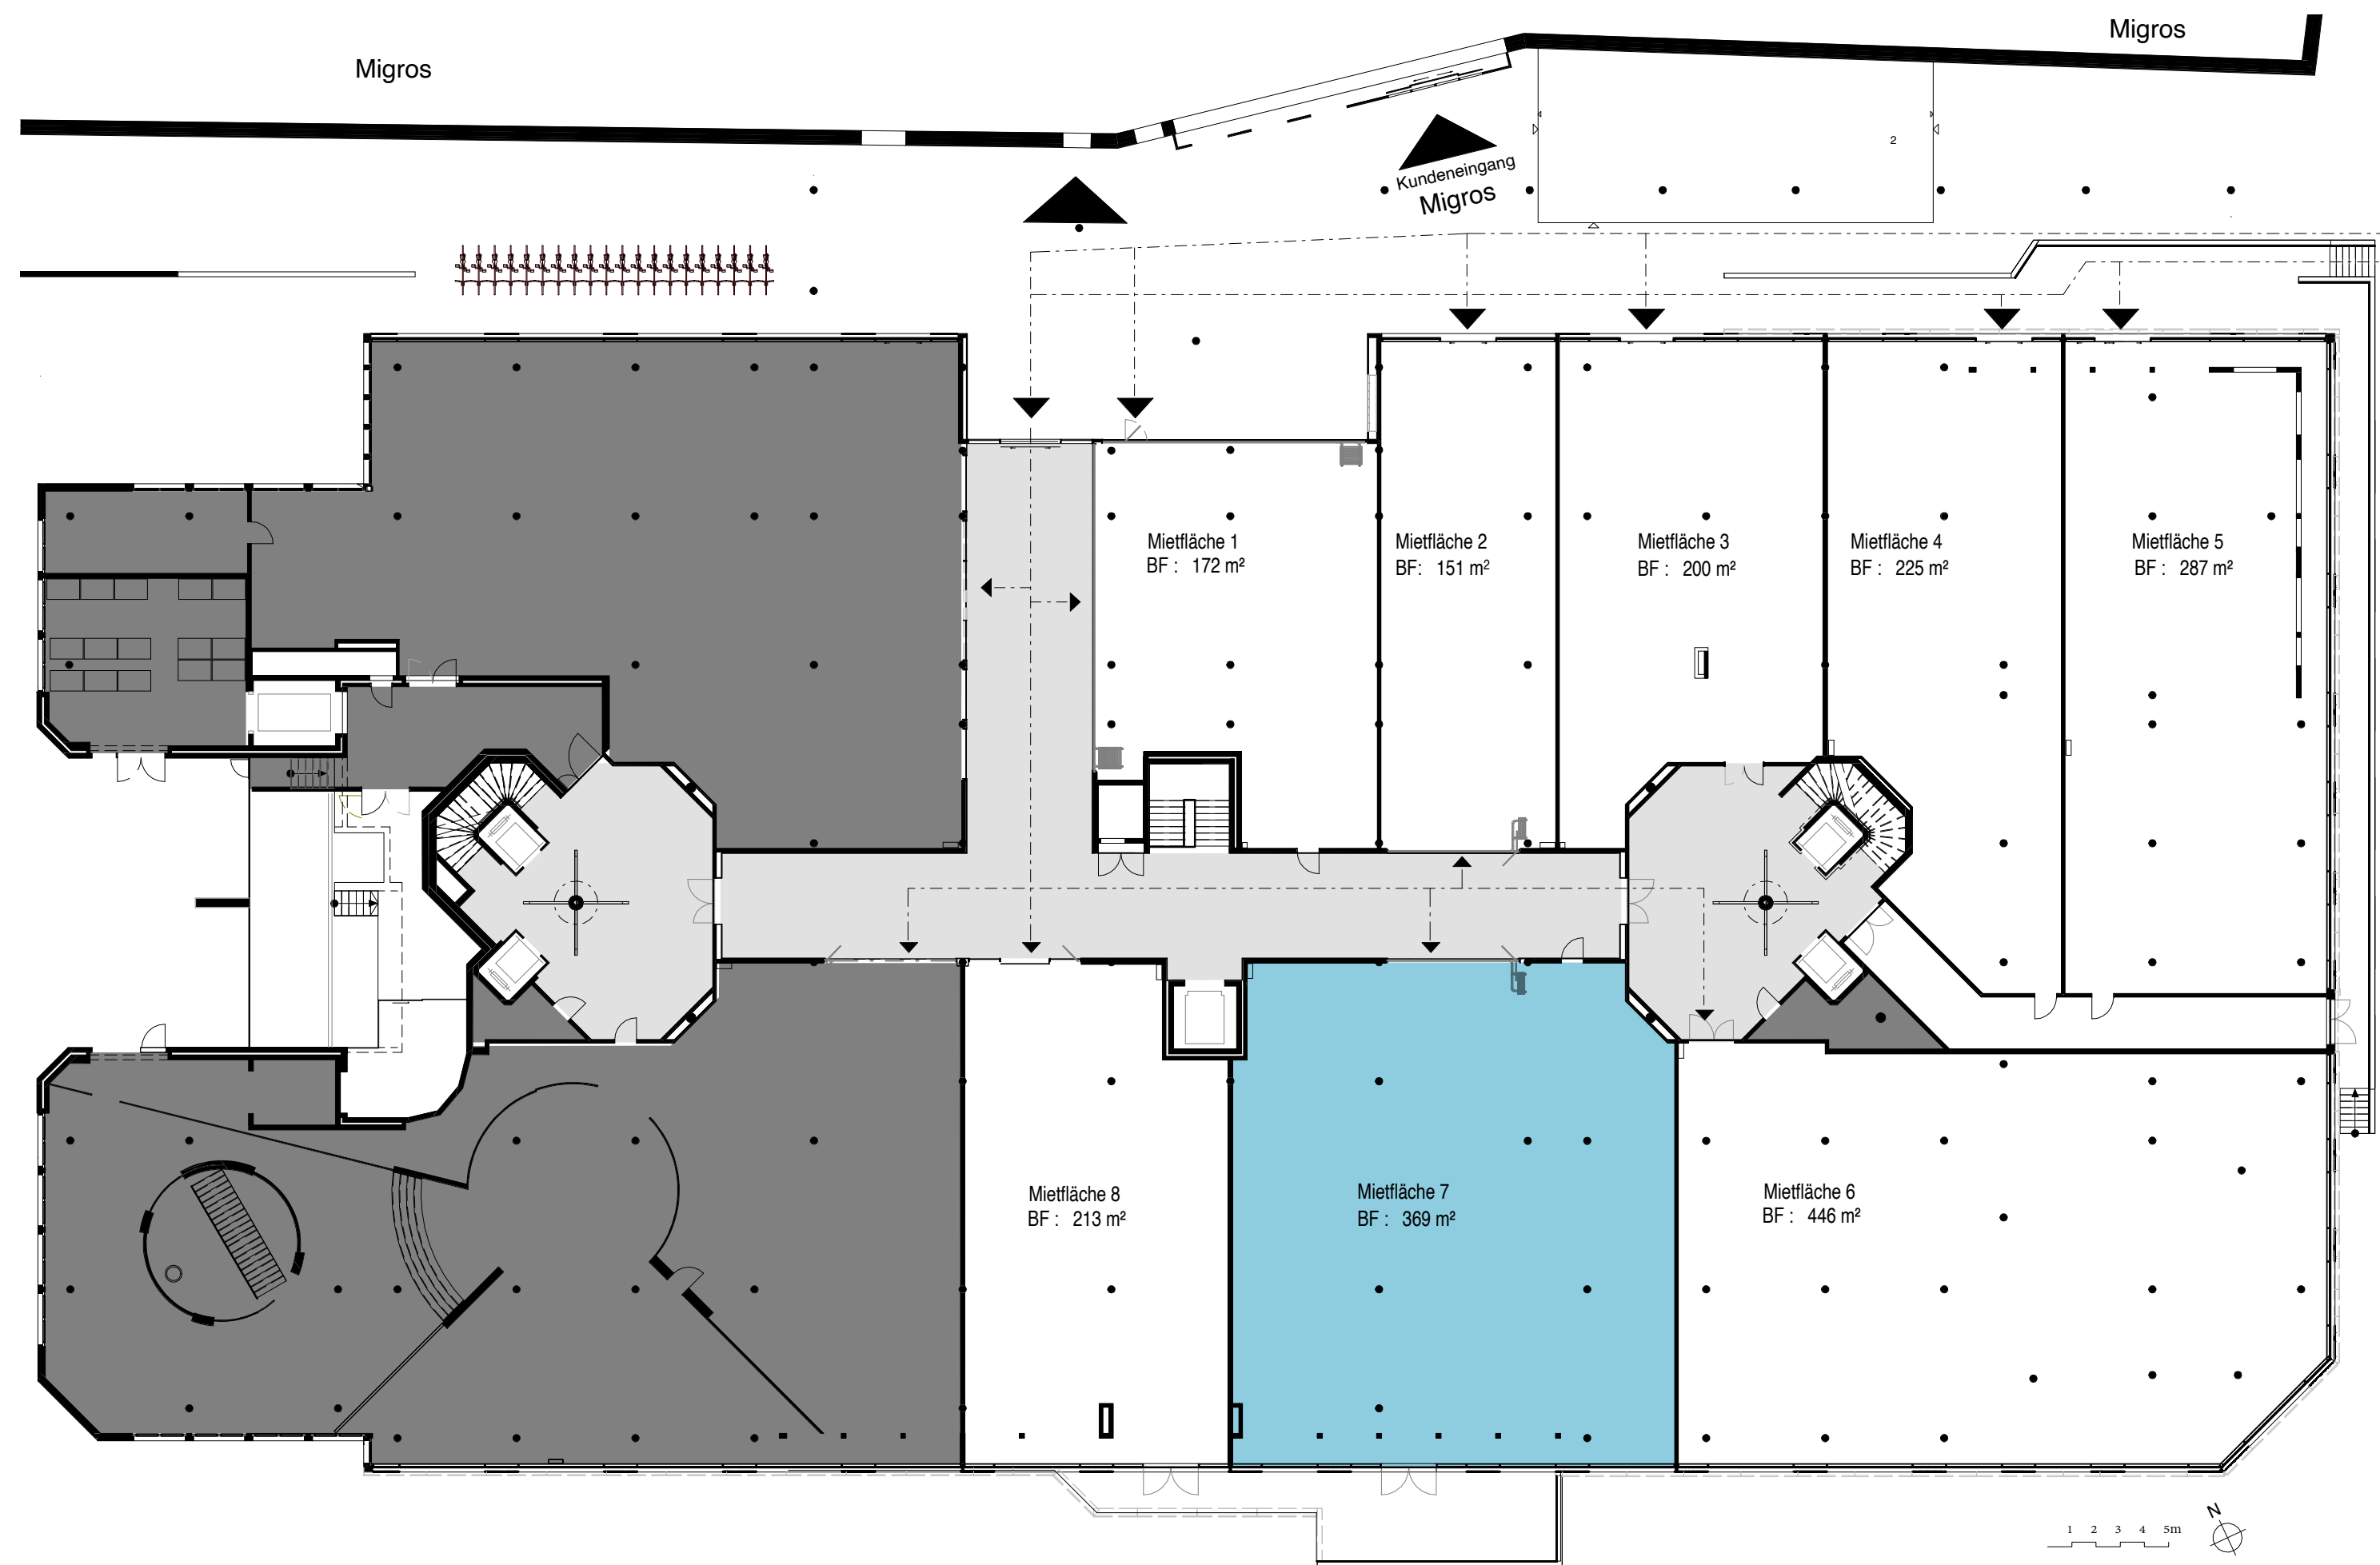 Migros
Migros
2
Kundeneingang
Migros
Mietfläche 1
BF : 172 m²
Mietfläche 2
BF: 151 m²
Mietfläche 3
BF : 200 m²
Mietfläche 4
BF : 225 m²
Mietfläche 5
BF : 287 m²
Mietfläche 8
BF : 213 m²
Mietfläche 7
BF : 369 m²
Mietfläche 6
BF : 446 m²
1 2 3 4 5m
N